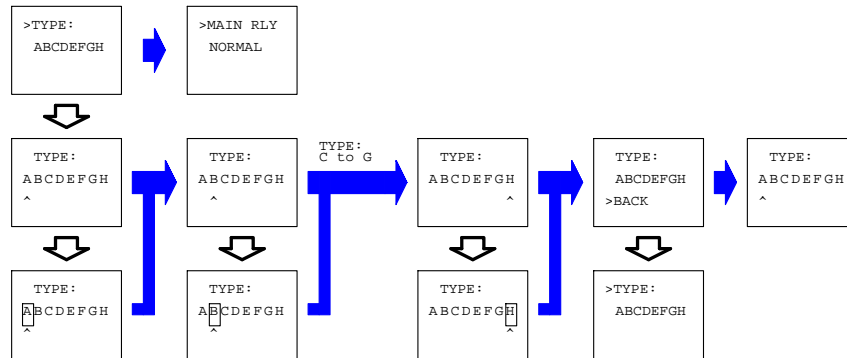 >TYPE:
ABCDEFGH
>MAIN RLY
NORMAL
TYPE:
ABCDEFGH
^
TYPE:
ABCDEFGH
^
TYPE:
C to G
TYPE:
ABCDEFGH
^
TYPE:
ABCDEFGH
>BACK
TYPE:
ABCDEFGH
^
TYPE:
ABCDEFGH
^
TYPE:
ABCDEFGH
^
TYPE:
ABCDEFGH
^
>TYPE:
ABCDEFGH